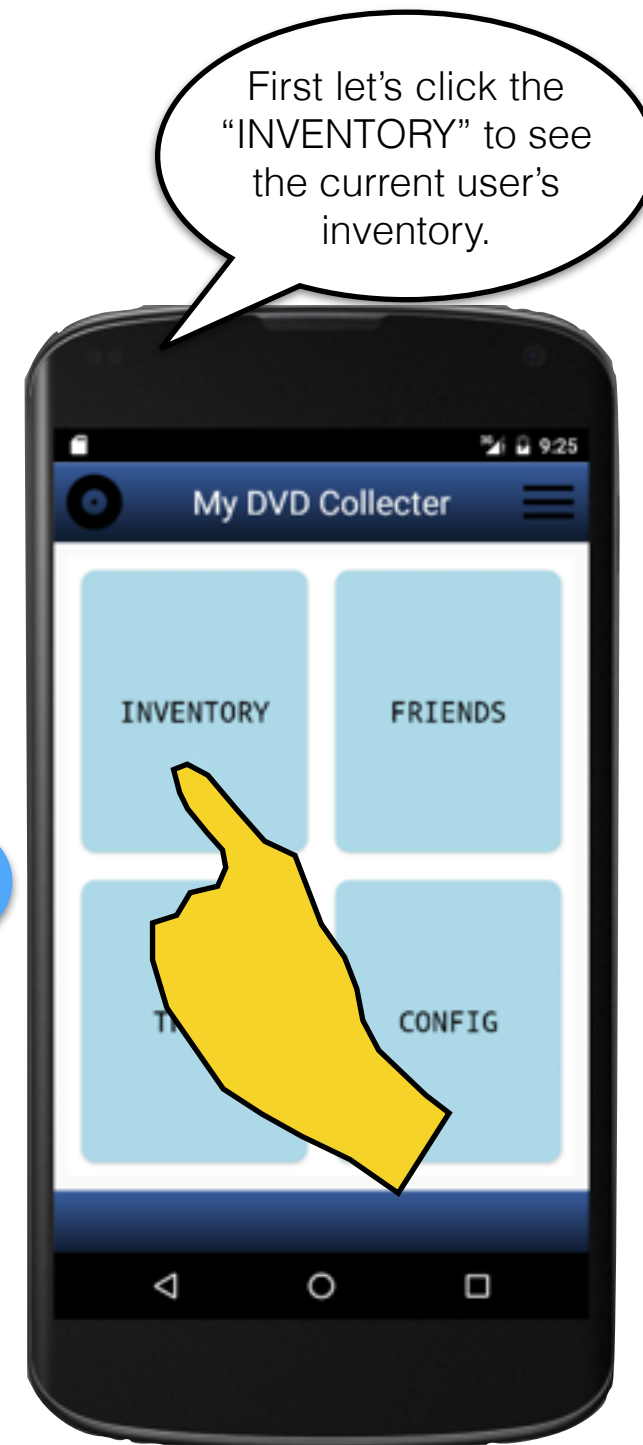 First let’s click the
“INVENTORY” to see
the current user’s
inventory.
9:25
My DVD Collecter
INVENTORY
FRIENDS
CONFIG